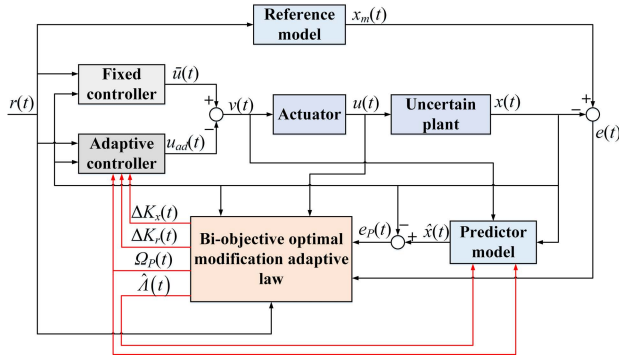 Reference
model
x_m(t)
Fixed
controller
ū(t)
r(t)
+
−
v(t)
Actuator
u(t)
Uncertain
plant
x(t)
+
−
e(t)
Adaptive
controller
u_ad(t)
ΔK_x(t)
ΔK_r(t)
Ω_P(t)
Λ̂(t)
Bi-objective optimal
modification adaptive
law
e_P(t)
−
+
x̂(t)
Predictor
model